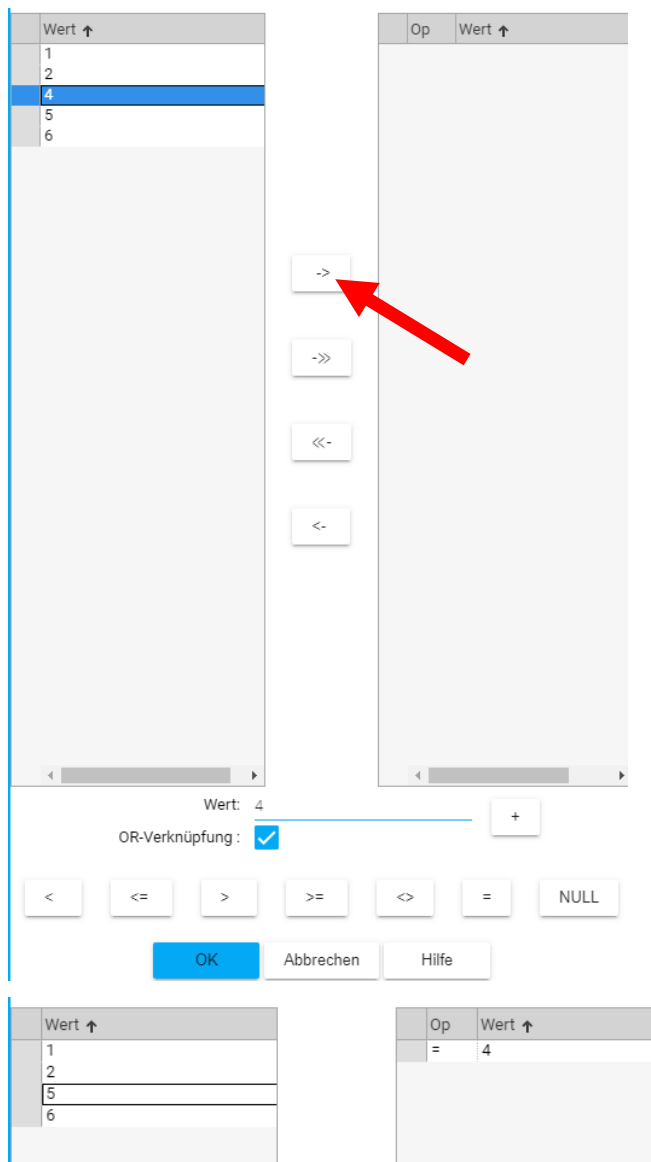 Wert ↑ Op Wert ↑
1
2
4
5
6
->
-»
«-
<-
Wert: 4 +
OR-Verknüpfung :
< <= > >= <> = NULL
OK Abbrechen Hilfe
Wert ↑ Op Wert ↑
1 = 4
2
5
6